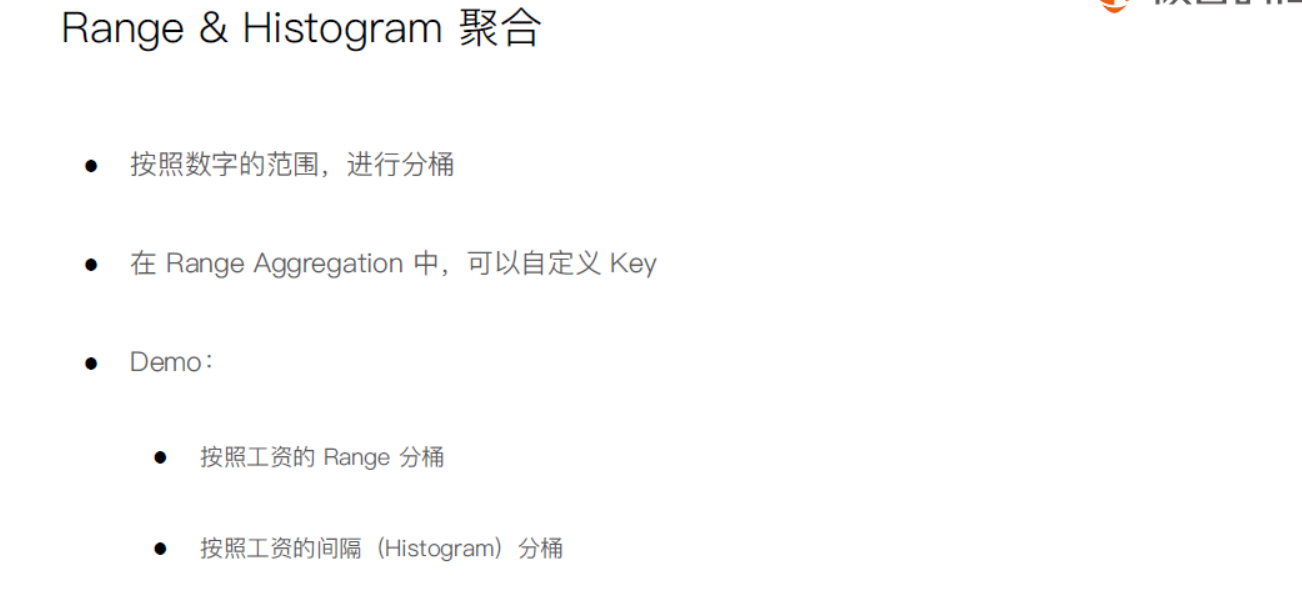 Range & Histogram 聚合
按照数字的范围，进行分桶
在 Range Aggregation 中，可以自定义 Key
Demo：
按照工资的 Range 分桶
按照工资的间隔（Histogram）分桶